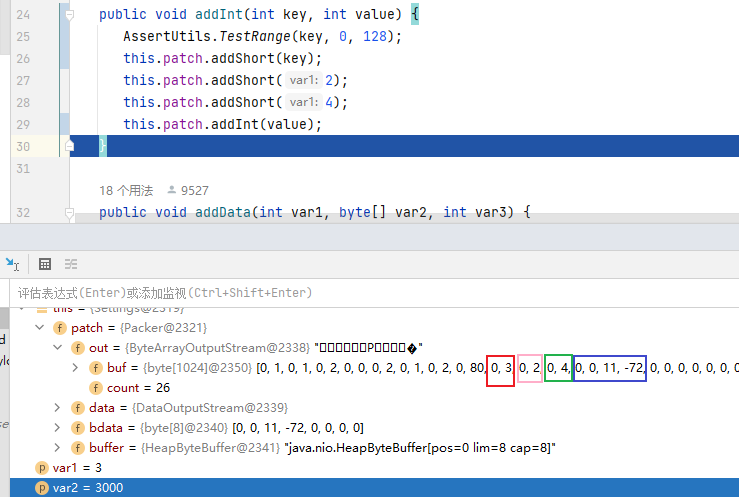 24 public void addInt(int key, int value) {
25 AssertUtils.TestRange(key, 0, 128);
26 this.patch.addShort(key);
27 this.patch.addShort( var1: 2);
28 this.patch.addShort( var1: 4);
29 this.patch.addInt(value);
30 }
31
18 个用法 9527
32 public void addData(int var1, byte[] var2, int var3) {
评估表达式(Enter)或添加监视(Ctrl+Shift+Enter)
this = {Settings@2319}
patch = {Packer@2321}
out = {ByteArrayOutputStream@2338} "□□□□□□P□□□□�"
buf = {byte[1024]@2350} [0, 1, 0, 1, 0, 2, 0, 0, 0, 2, 0, 1, 0, 2, 0, 80, 0, 3, 0, 2, 0, 4, 0, 0, 11, -72, 0, 0, 0, 0, 0, 0, 0
count = 26
data = {DataOutputStream@2339}
bdata = {byte[8]@2340} [0, 0, 11, -72, 0, 0, 0, 0]
buffer = {HeapByteBuffer@2341} "java.nio.HeapByteBuffer[pos=0 lim=8 cap=8]"
var1 = 3
var2 = 3000